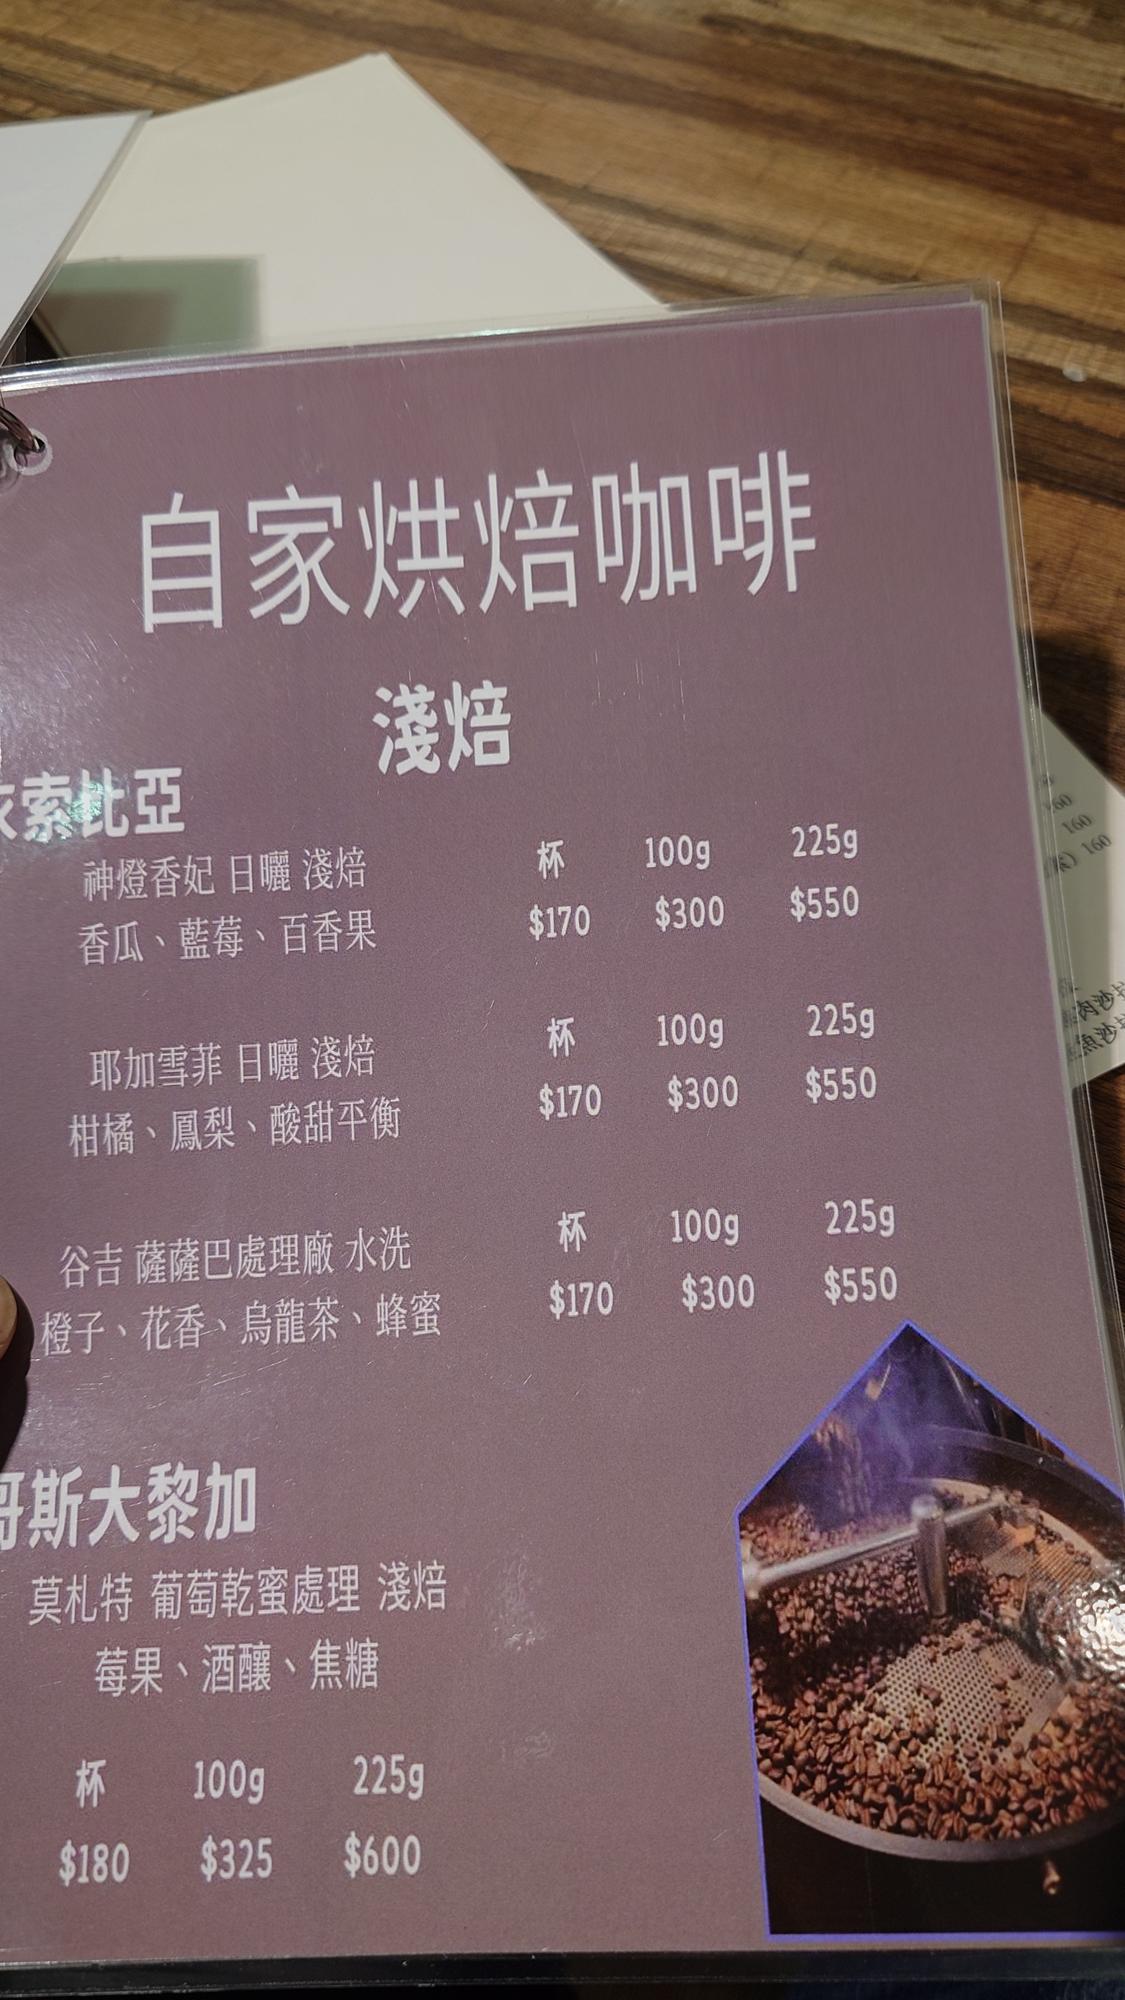 自家烘焙咖啡
淺焙
衣索比亞
神燈香妃 日曬 淺焙 杯 100g 225g
香瓜、藍莓、百香果 $170 $300 $550
耶加雪菲 日曬 淺焙 杯 100g 225g
柑橘、鳳梨、酸甜平衡 $170 $300 $550
谷吉 薩薩巴處理廠 水洗 杯 100g 225g
橙子、花香、烏龍茶、蜂蜜 $170 $300 $550
哥斯大黎加
莫札特 葡萄乾蜜處理 淺焙
莓果、酒釀、焦糖
杯 100g 225g
$180 $325 $600
160
160